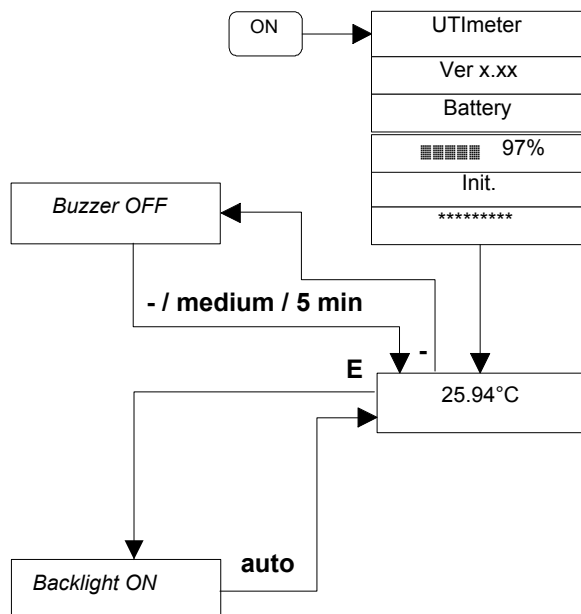 ON
UTImeter
Ver x.xx
Battery
97%
Init.
*********
Buzzer OFF
- / medium / 5 min
-
E
25.94°C
auto
Backlight ON